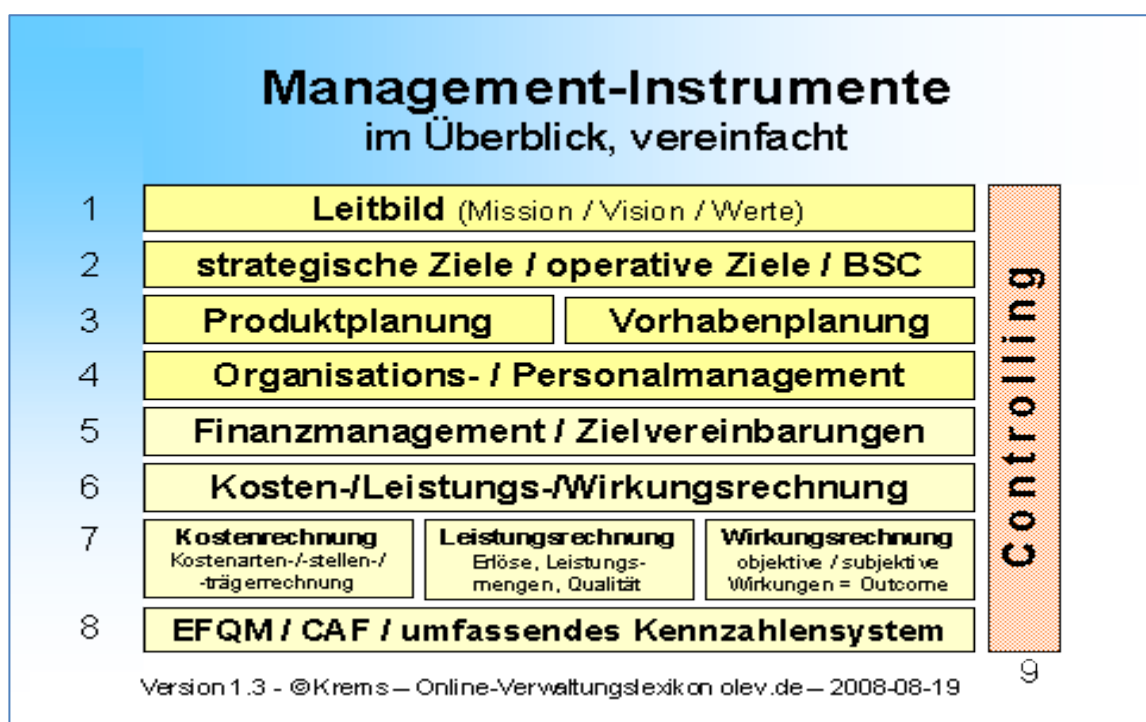 Management-Instrumente
im Überblick, vereinfacht
1
Leitbild (Mission / Vision / Werte)
2
strategische Ziele / operative Ziele / BSC
3
Produktplanung
Vorhabenplanung
4
Organisations- / Personalmanagement
5
Finanzmanagement / Zielvereinbarungen
6
Kosten-/Leistungs-/Wirkungsrechnung
7
Kostenrechnung
Kostenarten-/-stellen-/
-trägerrechnung
Leistungsrechnung
Erlöse, Leistungs-
mengen, Qualität
Wirkungsrechnung
objektive / subjektive
Wirkungen = Outcome
8
EFQM / CAF / umfassendes Kennzahlensystem
Controlling
9
Version 1.3 - ©Krems – Online-Verwaltungslexikon olev.de – 2008-08-19